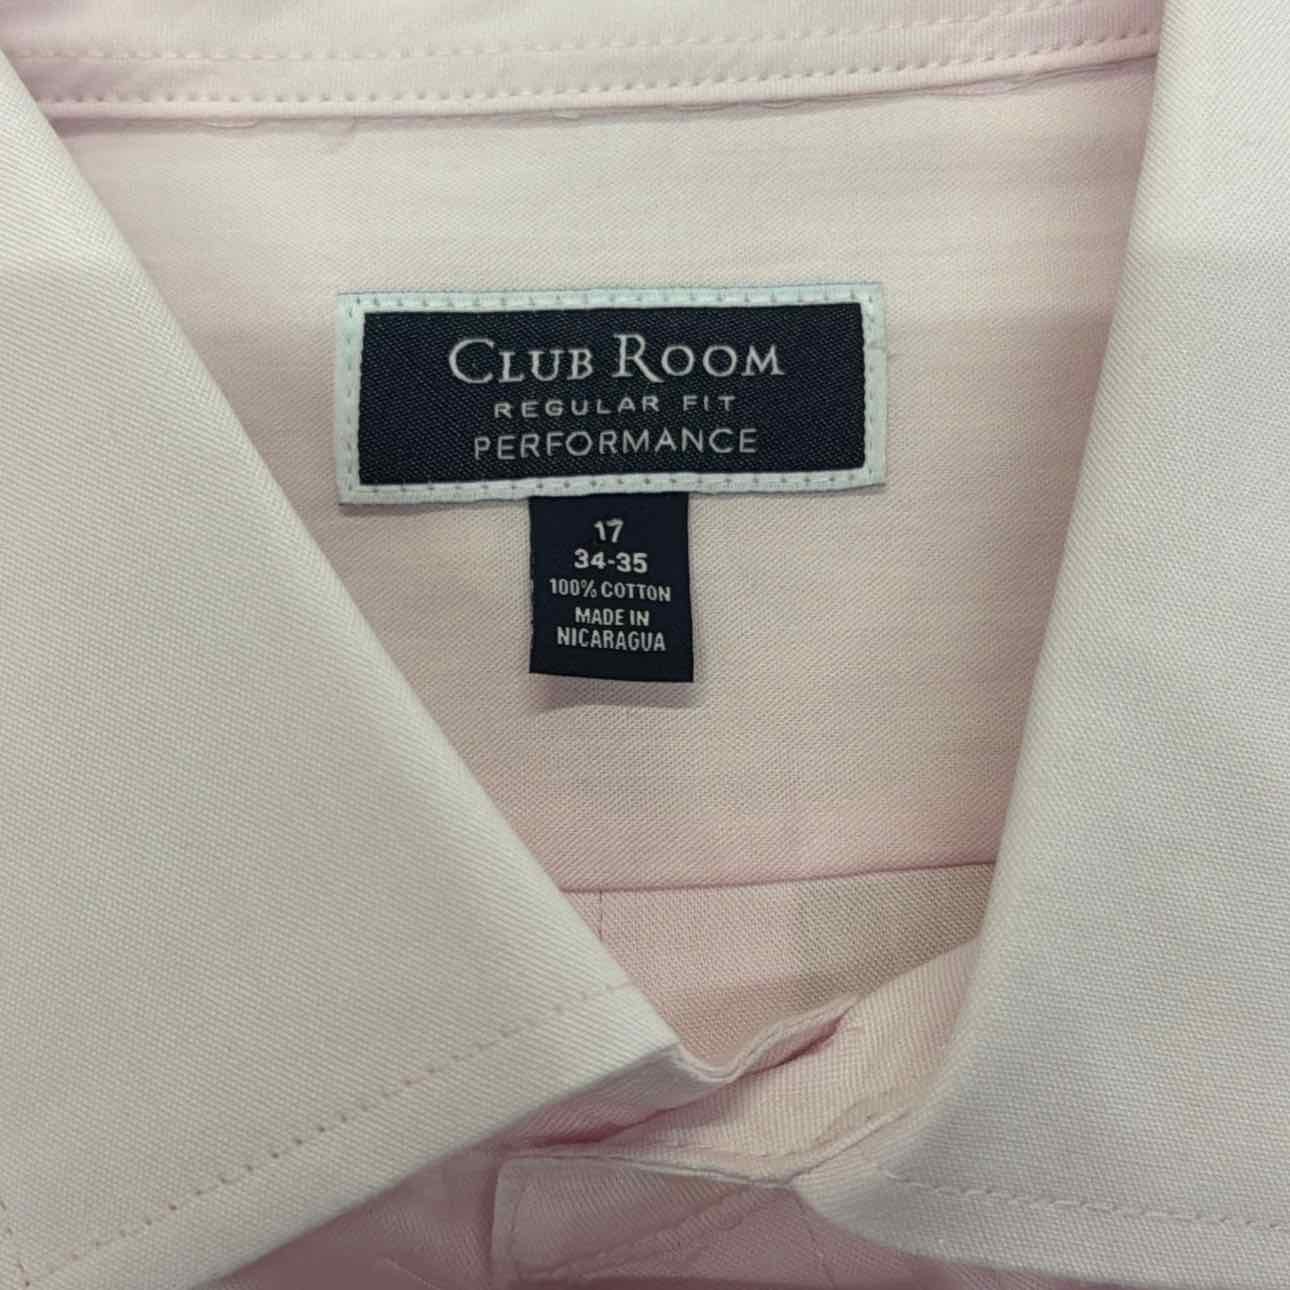 CLUB ROOM
REGULAR FIT
PERFORMANCE
17
34-35
100% COTTON
MADE IN
NICARAGUA